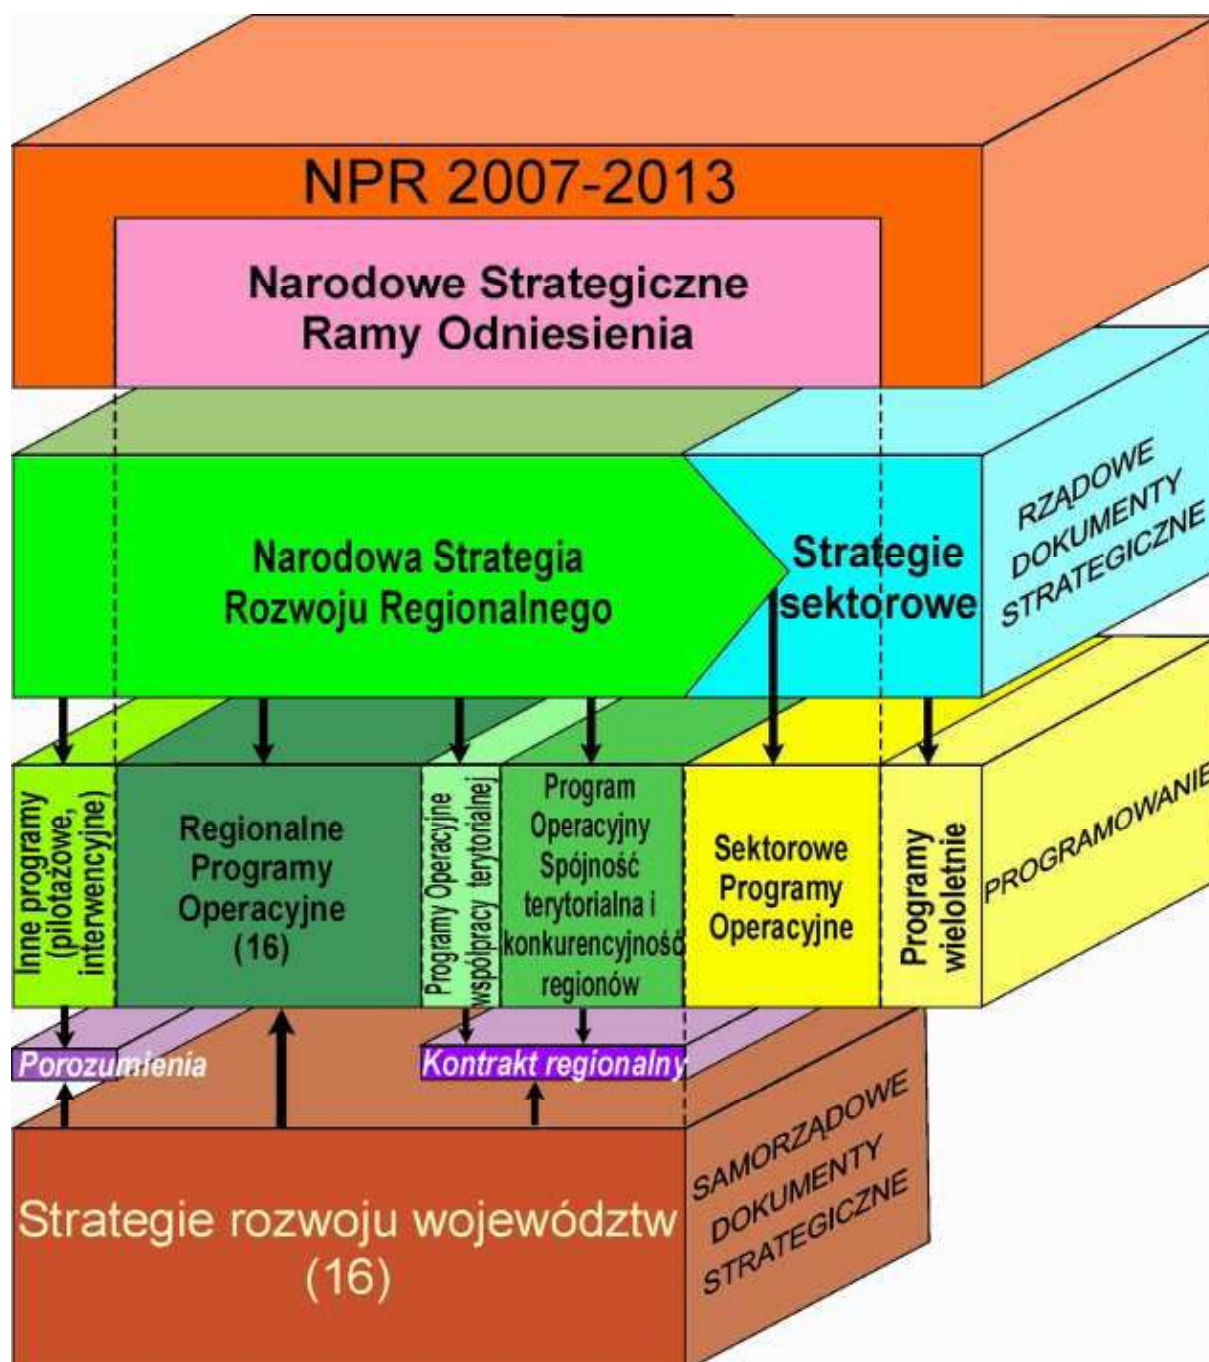 NPR 2007-2013
Narodowe Strategiczne
Ramy Odniesienia
Narodowa Strategia
Rozwoju Regionalnego
Strategie
sektorowe
RZĄDOWE
DOKUMENTY
STRATEGICZNE
Inne programy
(pilotażowe,
interwencyjne)
Regionalne
Programy
Operacyjne
(16)
Programy Operacyjne
współpracy terytorialnej
Program
Operacyjny
Spójność
terytorialna i
konkurencyjność
regionów
Sektorowe
Programy
Operacyjne
Programy
wieloletnie
PROGRAMOWANIE
Porozumienia
Kontrakt regionalny
Strategie rozwoju województw
(16)
SAMORZĄDOWE
DOKUMENTY
STRATEGICZNE